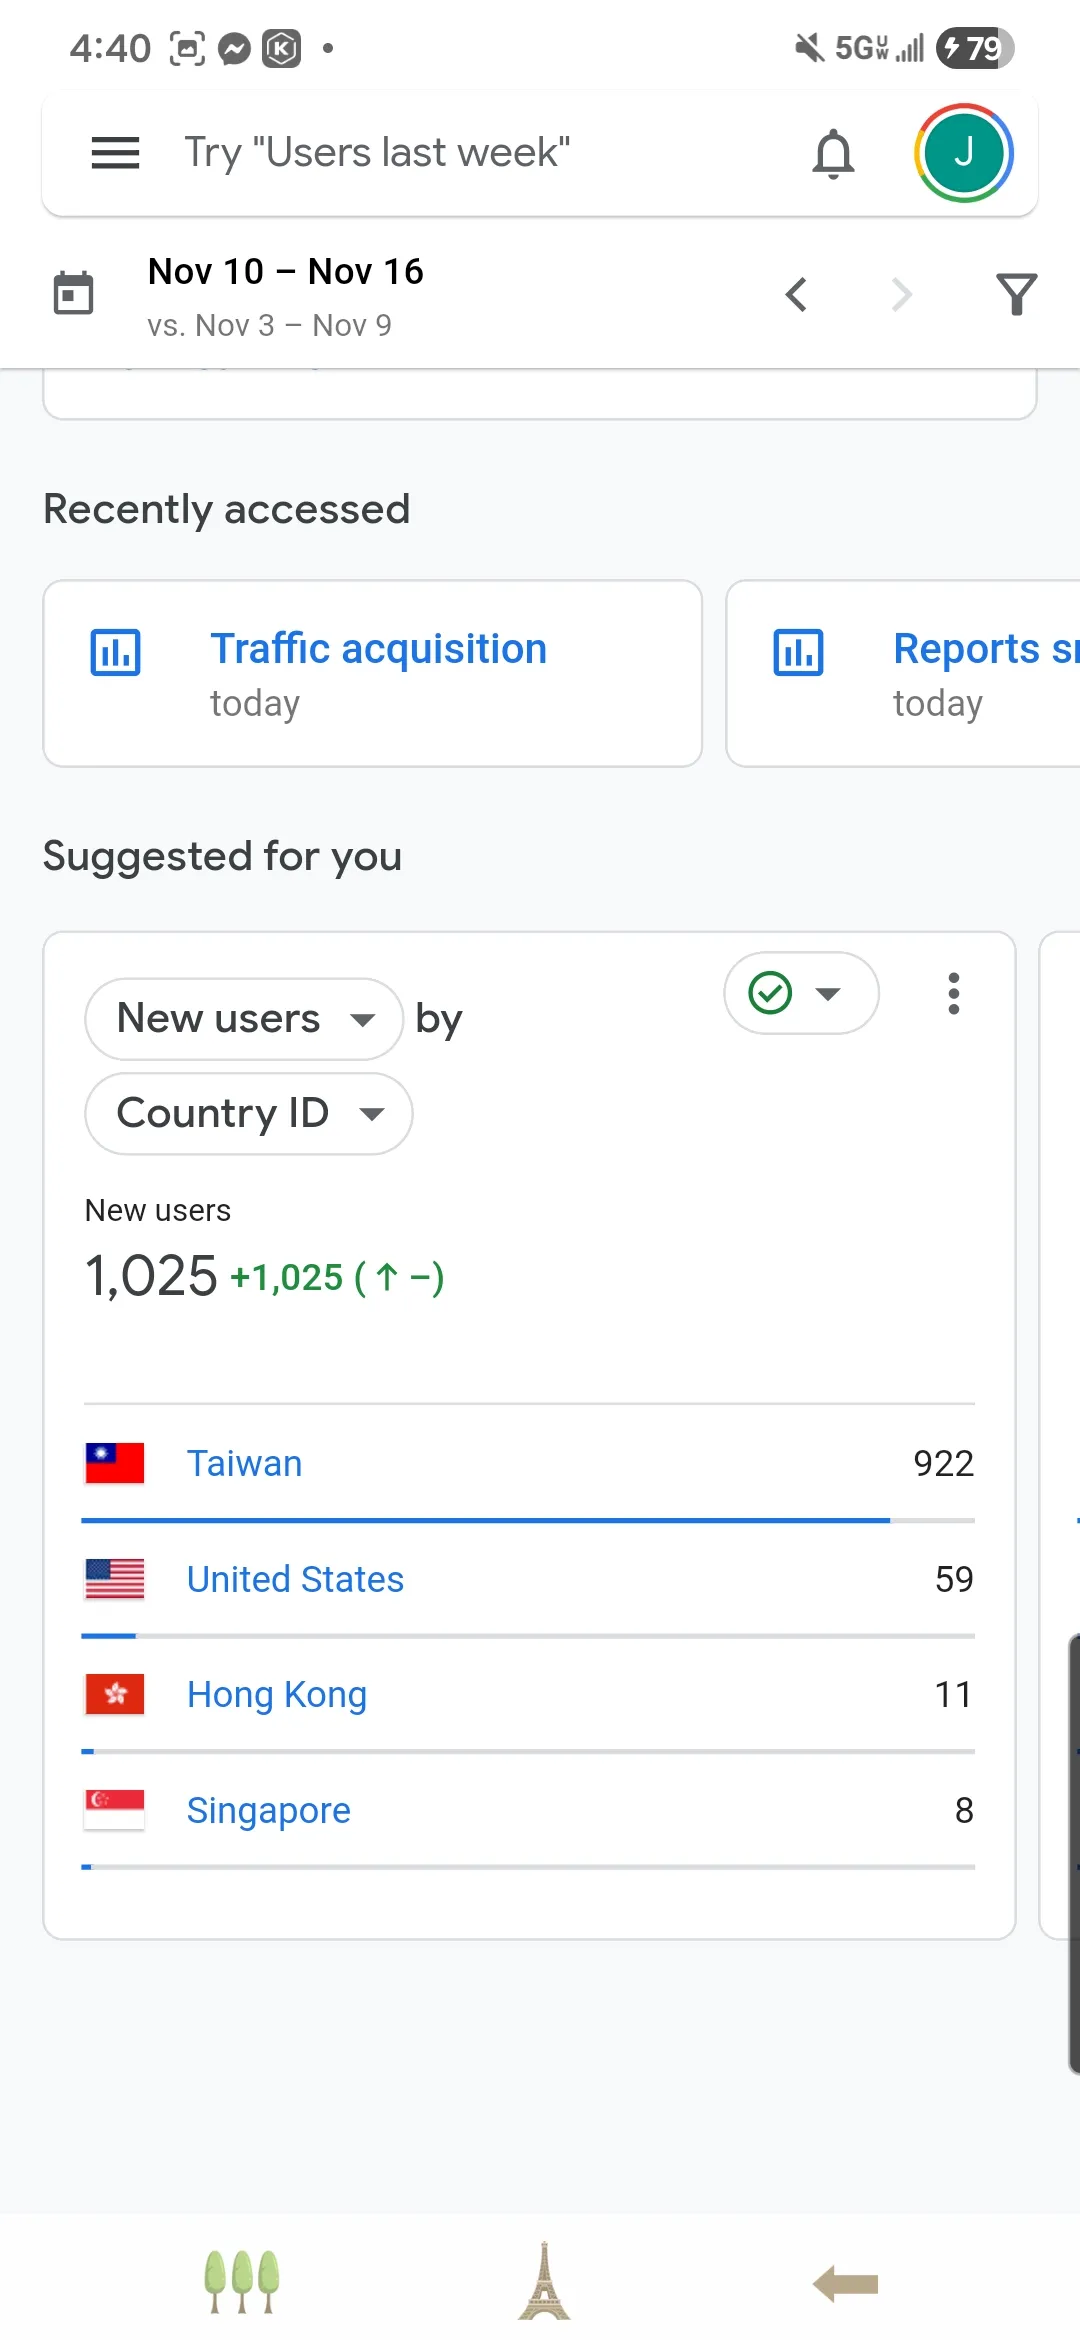 4:40 5G UW 79
Try "Users last week" J
Nov 10 – Nov 16
vs. Nov 3 – Nov 9
Recently accessed
Traffic acquisition
today
Reports
today
Suggested for you
New users by
Country ID
New users
1,025 +1,025 (↑ –)
Taiwan 922
United States 59
Hong Kong 11
Singapore 8